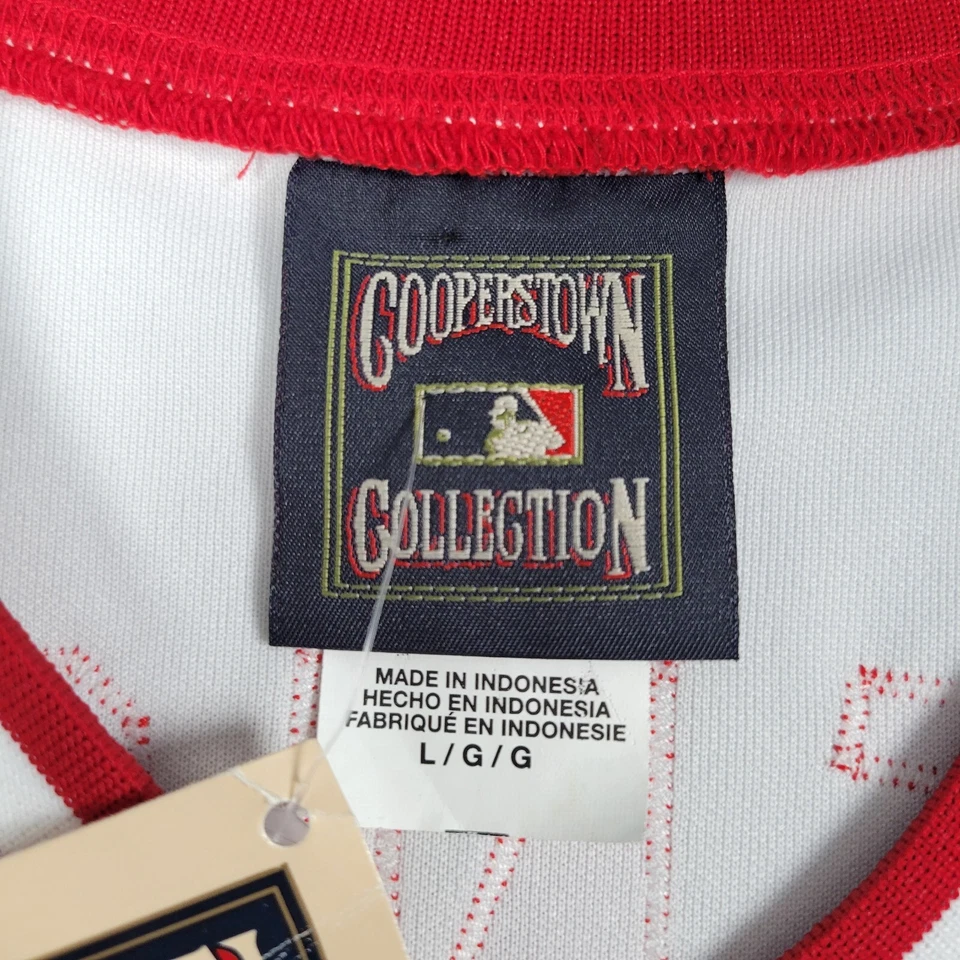 COOPERSTOWN
COLLECTION
MADE IN INDONESIA
HECHO EN INDONESIA
FABRIQUÉ EN INDONESIE
L / G / G